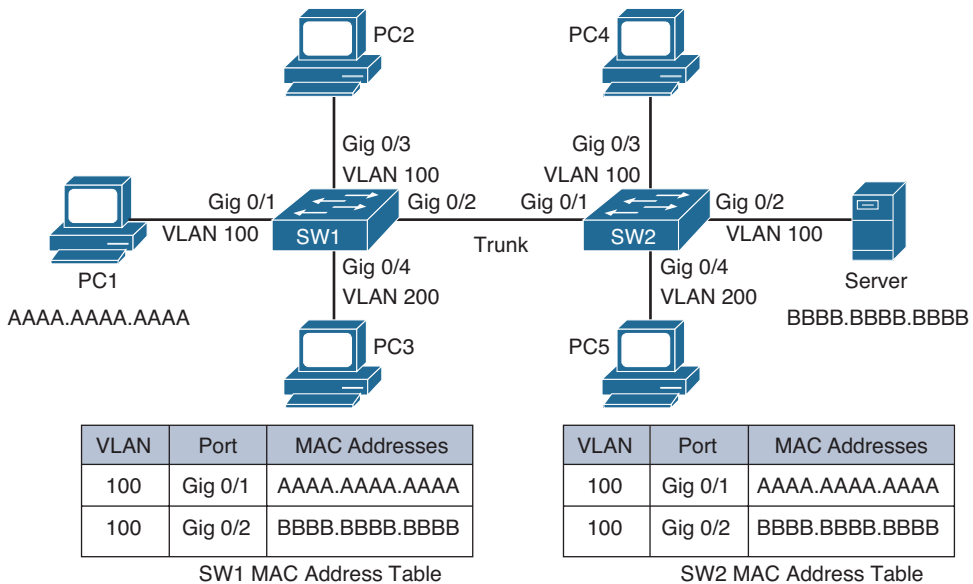 PC2
PC4
Gig 0/3
VLAN 100
Gig 0/3
VLAN 100
Gig 0/1
VLAN 100
SW1
Gig 0/2
Trunk
Gig 0/1
SW2
Gig 0/2
VLAN 100
PC1
AAAA.AAAA.AAAA
Gig 0/4
VLAN 200
Gig 0/4
VLAN 200
Server
BBBB.BBBB.BBBB
PC3
PC5
VLAN Port MAC Addresses
100 Gig 0/1 AAAA.AAAA.AAAA
100 Gig 0/2 BBBB.BBBB.BBBB
SW1 MAC Address Table
VLAN Port MAC Addresses
100 Gig 0/1 AAAA.AAAA.AAAA
100 Gig 0/2 BBBB.BBBB.BBBB
SW2 MAC Address Table